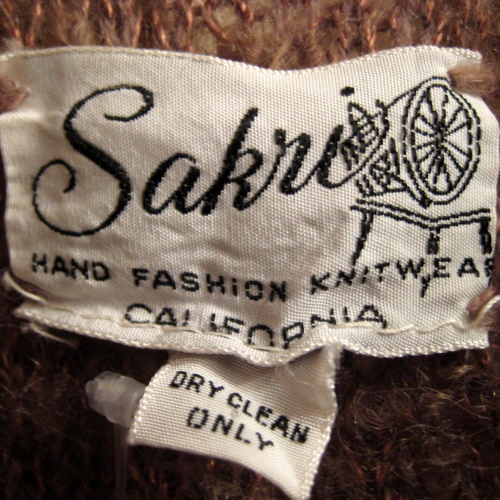 Sakri
HAND FASHION KNITWEAR
CALIFORNIA
DRY CLEAN
ONLY